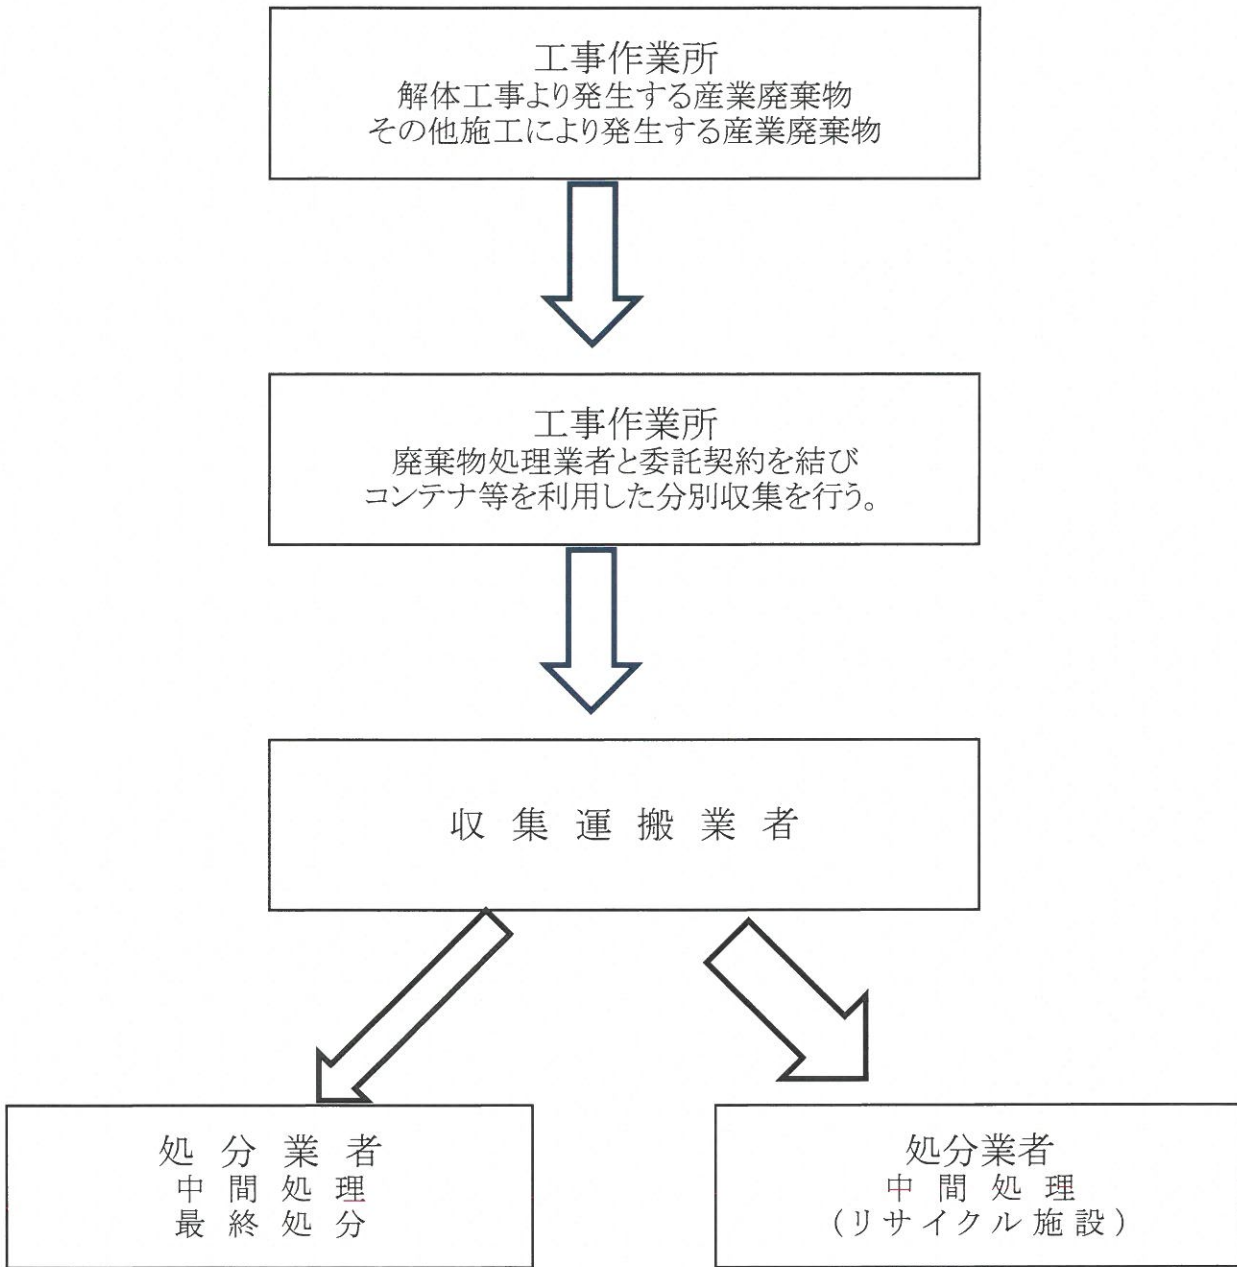 工事作業所
解体工事より発生する産業廃棄物
その他施工により発生する産業廃棄物
工事作業所
廃棄物処理業者と委託契約を結び
コンテナ等を利用した分別収集を行う。
収集運搬業者
処分業者
中間処理
最終処分
処分業者
中間処理
(リサイクル施設)